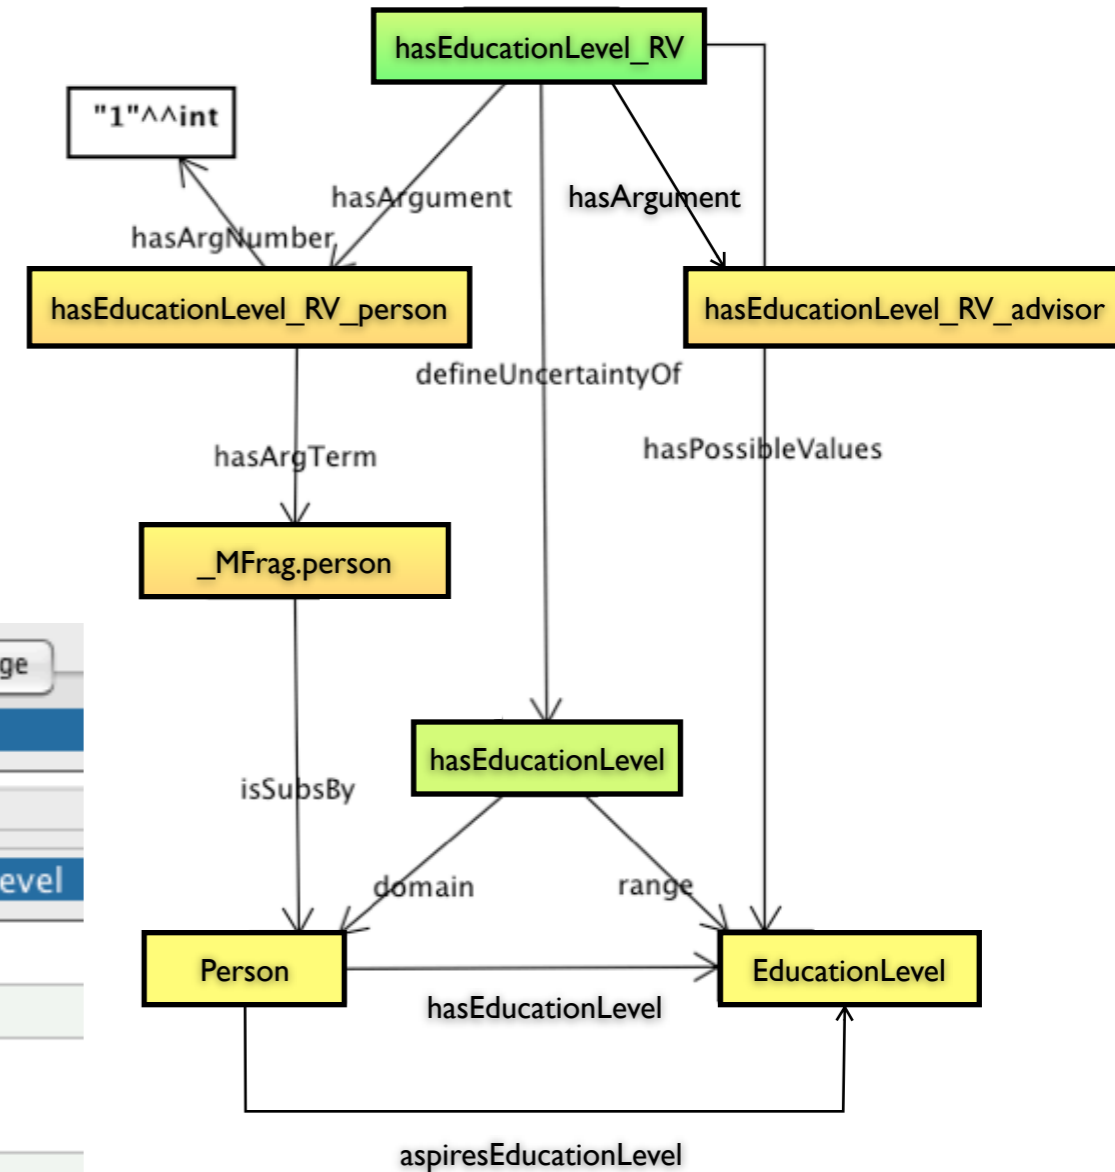 hasEducationLevel_RV
"1"^^int
hasArgument
hasArgument
hasArgNumber
hasEducationLevel_RV_person
hasEducationLevel_RV_advisor
defineUncertaintyOf
hasPossibleValues
hasArgTerm
_MFrag.person
ge
hasEducationLevel
isSubsBy
evel
domain
range
Person
EducationLevel
hasEducationLevel
aspiresEducationLevel